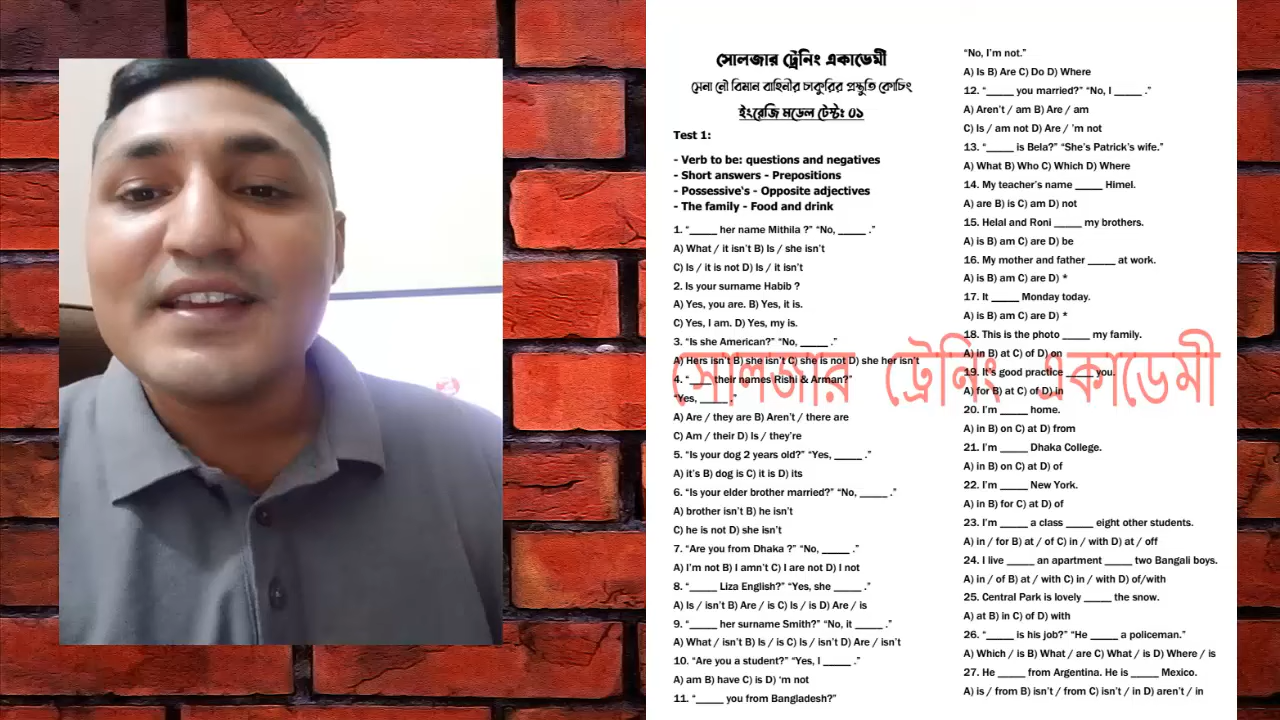 সোলজার ট্রেনিং একাডেমী
সেনা নৌ বিমান বাহিনীর চাকুরির প্রস্তুতি কোচিং
ইংরেজি মডেল টেস্টঃ ০১
Test 1:
- Verb to be: questions and negatives
- Short answers - Prepositions
- Possessive's - Opposite adjectives
- The family - Food and drink
1. “_____ her name Mithila ?” “No, _____ .”
A) What / it isn’t B) Is / she isn’t
C) Is / it is not D) Is / it isn’t
2. Is your surname Habib ?
A) Yes, you are. B) Yes, it is.
C) Yes, I am. D) Yes, my is.
3. “Is she American?” “No, _____ .”
A) Hers isn’t B) she isn’t C) she is not D) she her isn’t
4. “____ their names Rishi & Arman?”
“Yes, _____ .”
A) Are / they are B) Aren’t / there are
C) Am / their D) Is / they’re
5. “Is your dog 2 years old?” “Yes, _____ .”
A) it’s B) dog is C) it is D) its
6. “Is your elder brother married?” “No, _____ .”
A) brother isn’t B) he isn’t
C) he is not D) she isn’t
7. “Are you from Dhaka ?” “No, _____ .”
A) I’m not B) I amn’t C) I are not D) I not
8. “_____ Liza English?” “Yes, she _____ .”
A) Is / isn’t B) Are / is C) Is / is D) Are / is
9. “_____ her surname Smith?” “No, it _____ .”
A) What / isn’t B) Is / is C) Is / isn’t D) Are / isn’t
10. “Are you a student?” “Yes, I _____ .”
A) am B) have C) is D) ‘m not
11. “_____ you from Bangladesh?”
“No, I’m not.”
A) Is B) Are C) Do D) Where
12. “_____ you married?” “No, I _____ .”
A) Aren’t / am B) Are / am
C) Is / am not D) Are / ’m not
13. “_____ is Bela?” “She’s Patrick’s wife.”
A) What B) Who C) Which D) Where
14. My teacher’s name _____ Himel.
A) are B) is C) am D) not
15. Helal and Roni _____ my brothers.
A) is B) am C) are D) be
16. My mother and father _____ at work.
A) is B) am C) are D) *
17. It _____ Monday today.
A) is B) am C) are D) *
18. This is the photo _____ my family.
A) in B) at C) of D) on
19. It’s good practice _____ you.
A) for B) at C) of D) in
20. I’m _____ home.
A) in B) on C) at D) from
21. I’m _____ Dhaka College.
A) in B) on C) at D) of
22. I’m _____ New York.
A) in B) for C) at D) of
23. I’m _____ a class _____ eight other students.
A) in / for B) at / of C) in / with D) at / off
24. I live _____ an apartment _____ two Bangali boys.
A) in / of B) at / with C) in / with D) of/with
25. Central Park is lovely _____ the snow.
A) at B) in C) of D) with
26. “_____ is his job?” “He _____ a policeman.”
A) Which / is B) What / are C) What / is D) Where / is
27. He _____ from Argentina. He is _____ Mexico.
A) is / from B) isn’t / from C) isn’t / in D) aren’t / in
সোলজার ট্রেনিং একাডেমী